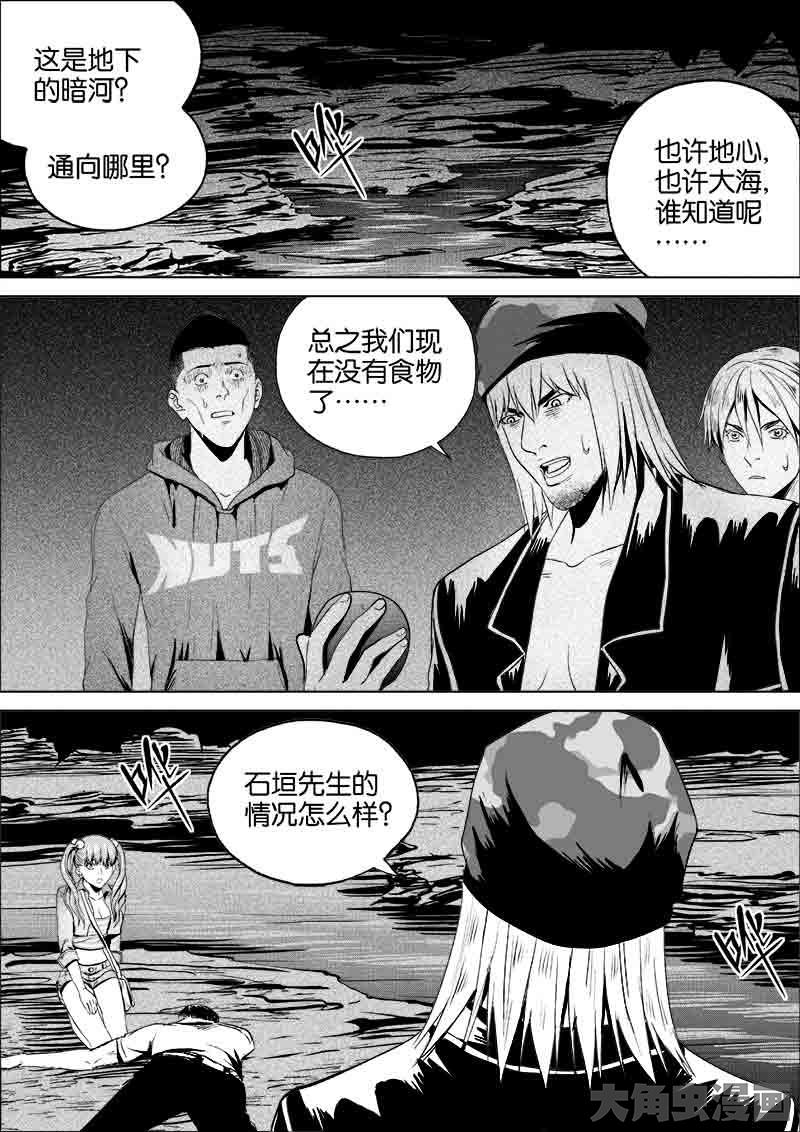 这是地下
的暗河？
通向哪里？
哗
也许地心，
也许大海，
谁知道呢
……
总之我们现
在没有食物
了……
NUTS
哗
石垣先生的
情况怎么样？
哗
大角虫漫画